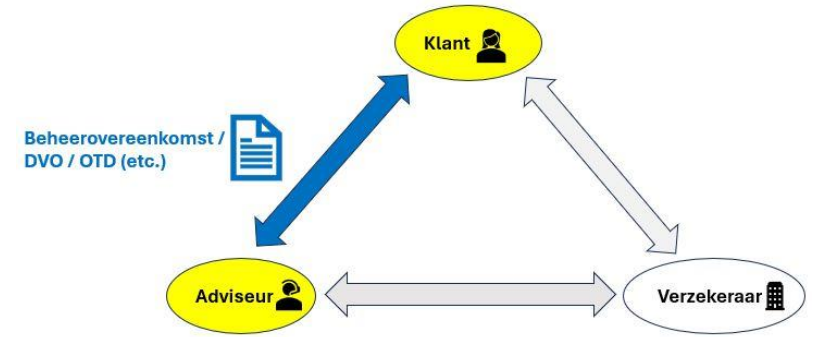 Klant
Beheerovereenkomst /
DVO / OTD (etc.)
Adviseur
Verzekeraar